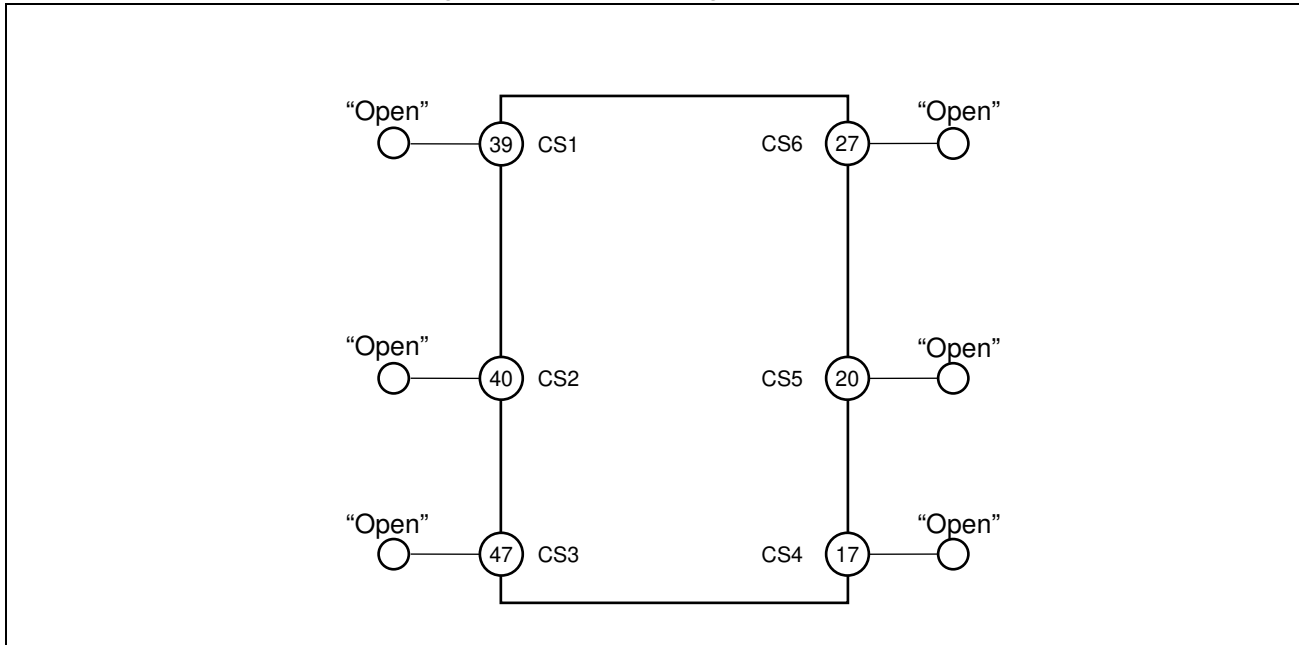 “Open” “Open”
39 CS1 CS6 27
“Open” “Open”
40 CS2 CS5 20
“Open” “Open”
47 CS3 CS4 17